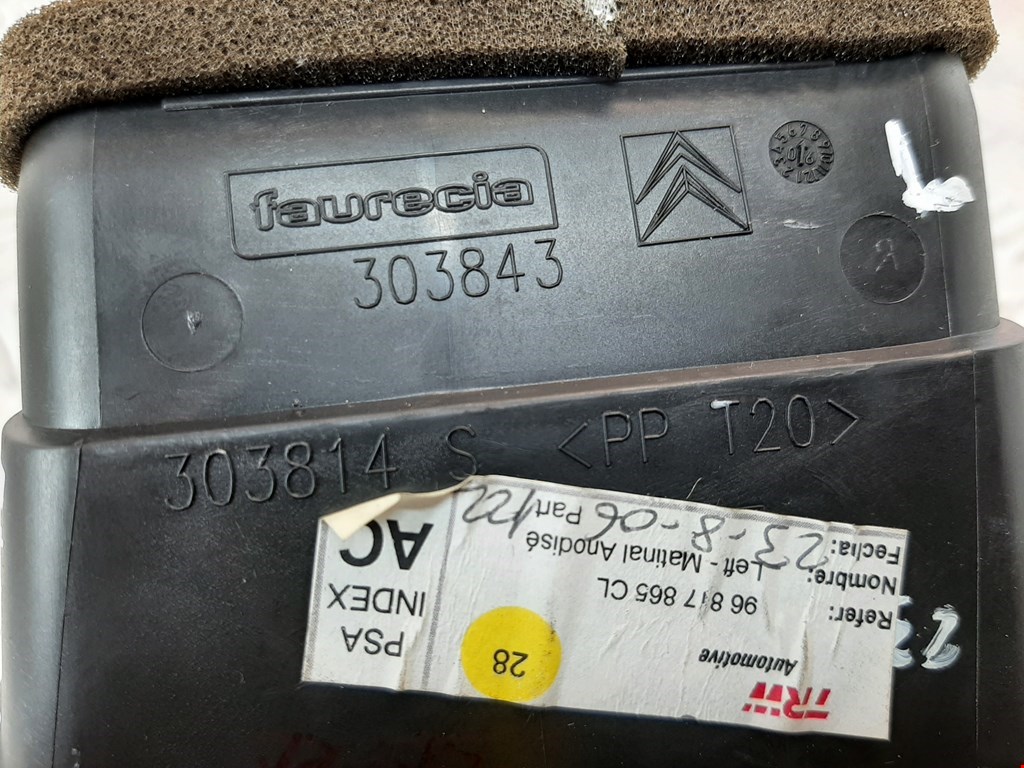 faurecia
303843
303814 S <PP T20>
TRW
Automotive
Refer: 96 817 865 CL
Nombre: Left - Matinal Anodisé
Fecha: 23-8-06 Part
28
PSA
INDEX
AC